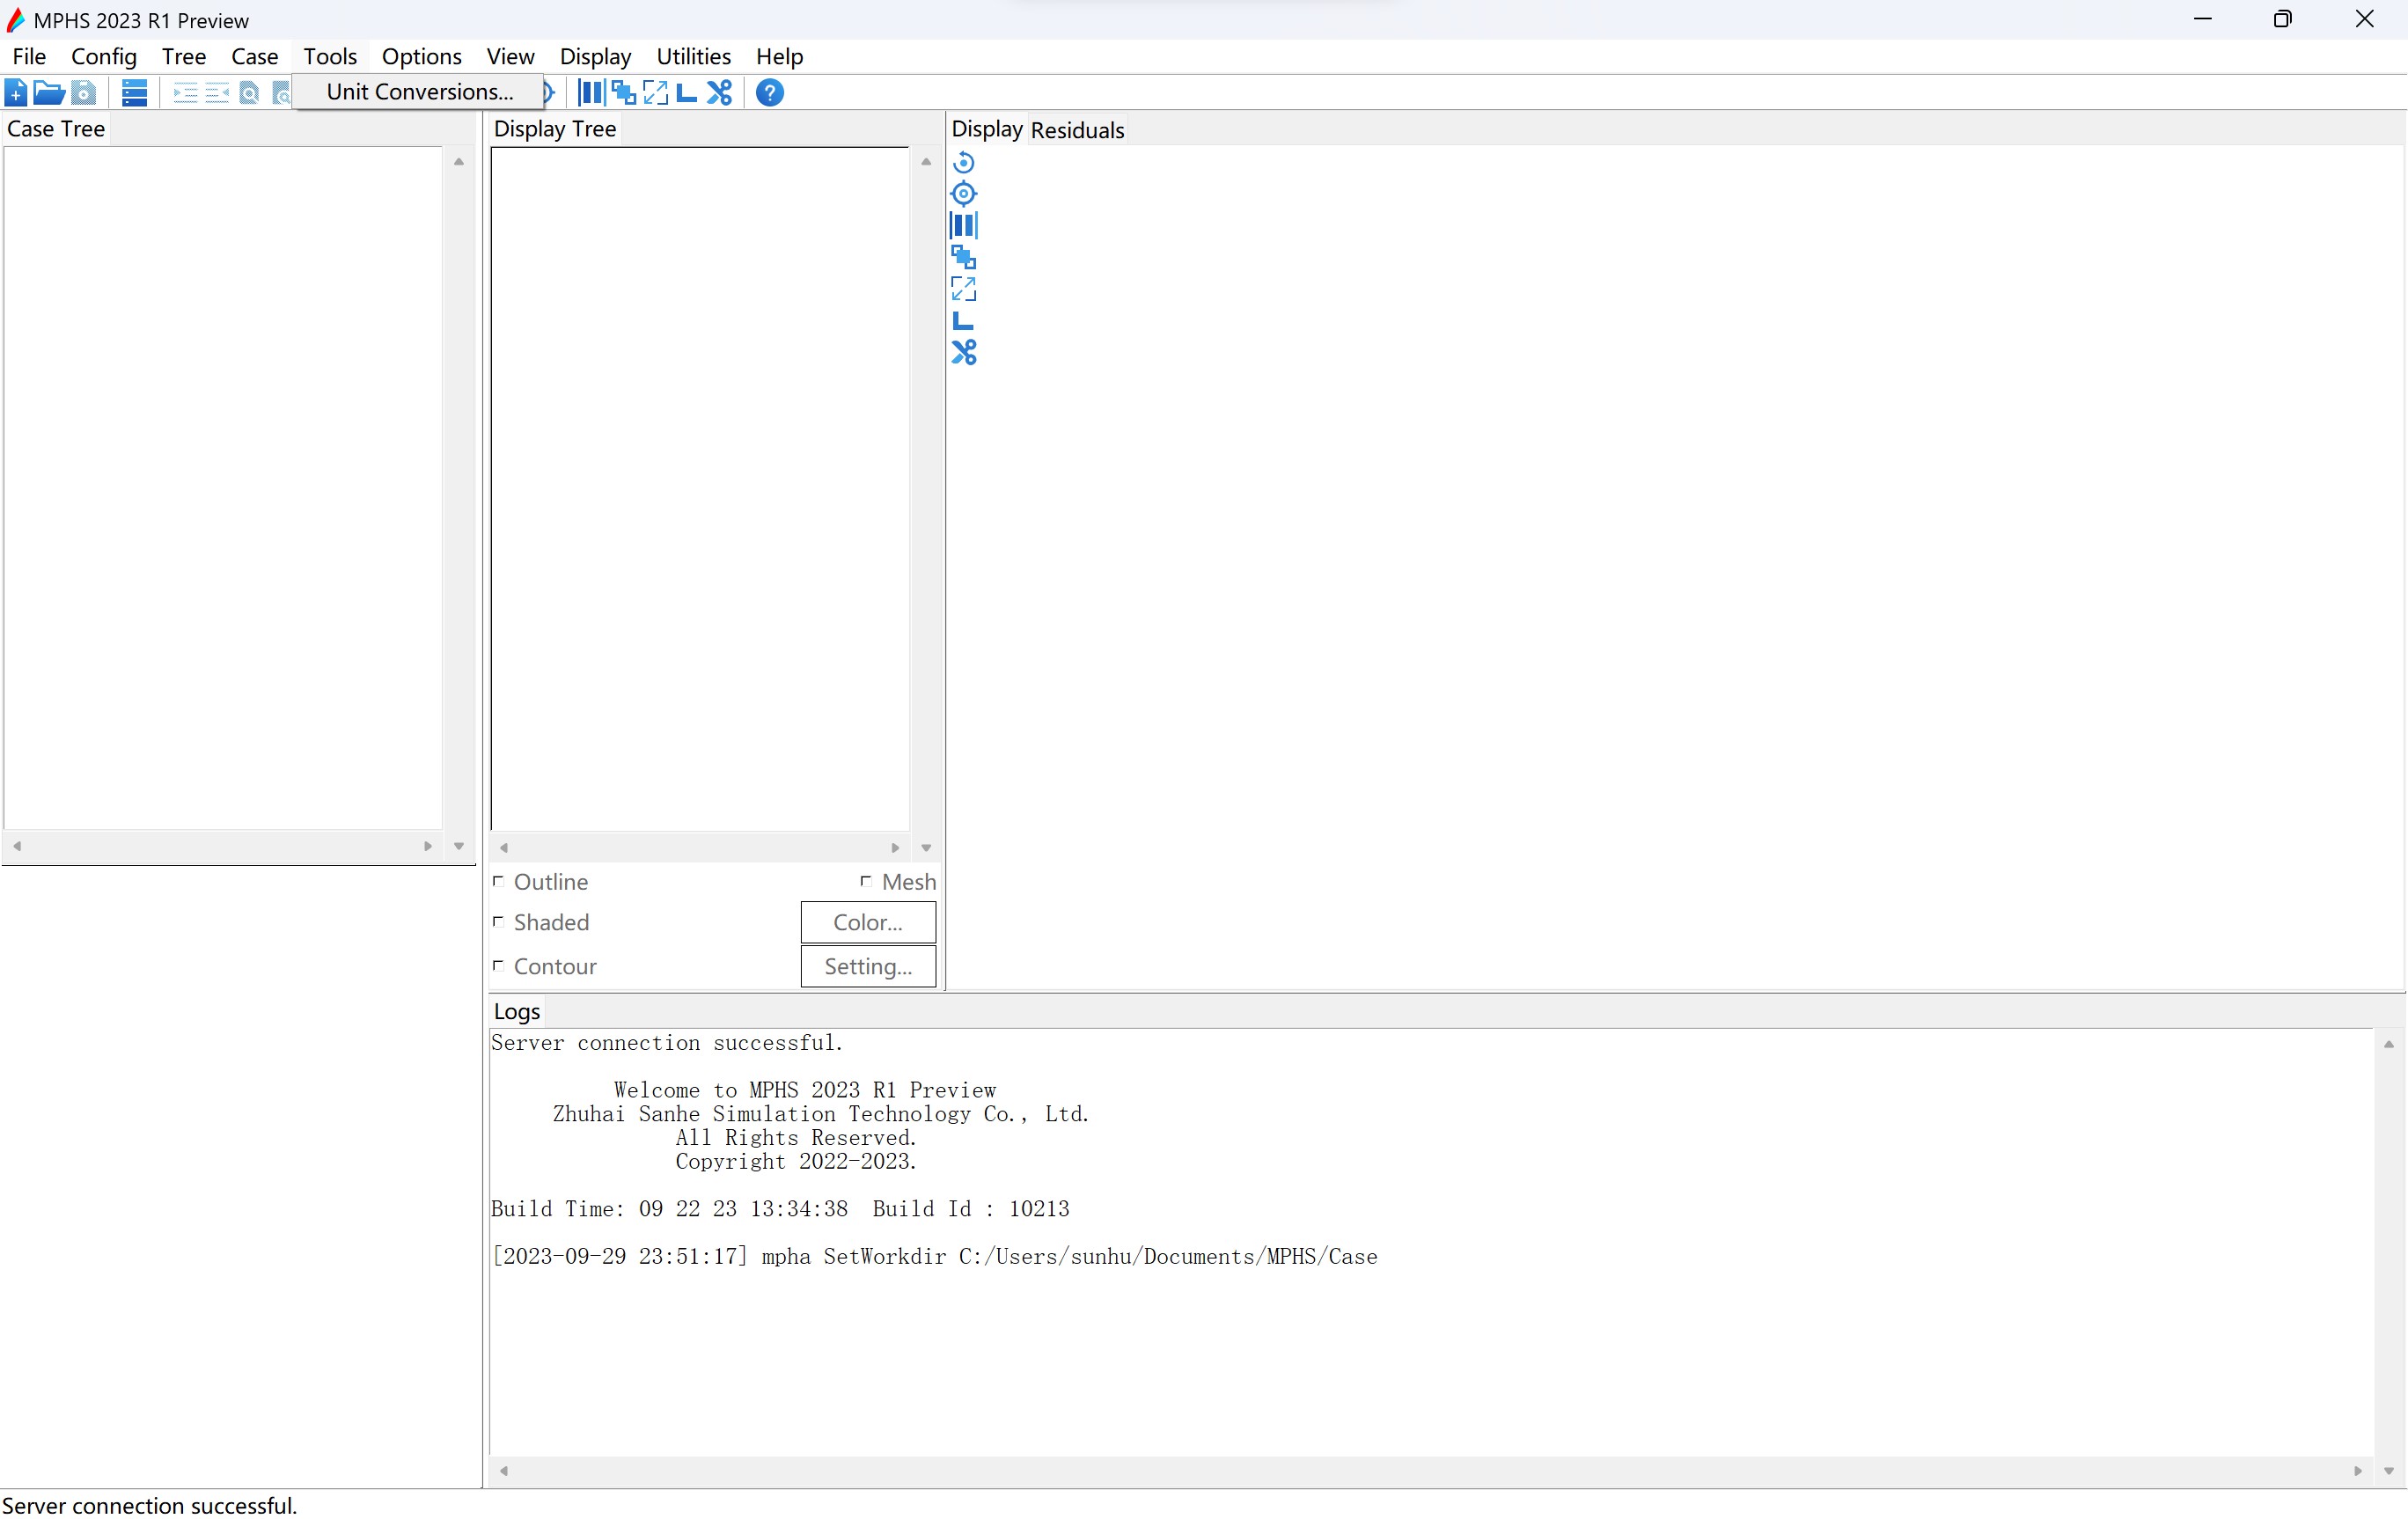 MPHS 2023 R1 Preview
File Config Tree Case Tools Options View Display Utilities Help
Unit Conversions...
Case Tree
Display Tree
Display Residuals
Outline Mesh
Shaded Color...
Contour Setting...
Logs
Server connection successful.
Welcome to MPHS 2023 R1 Preview
Zhuhai Sanhe Simulation Technology Co., Ltd.
All Rights Reserved.
Copyright 2022-2023.
Build Time: 09 22 23 13:34:38 Build Id : 10213
[2023-09-29 23:51:17] mpha SetWorkdir C:/Users/sunhu/Documents/MPHS/Case
Server connection successful.